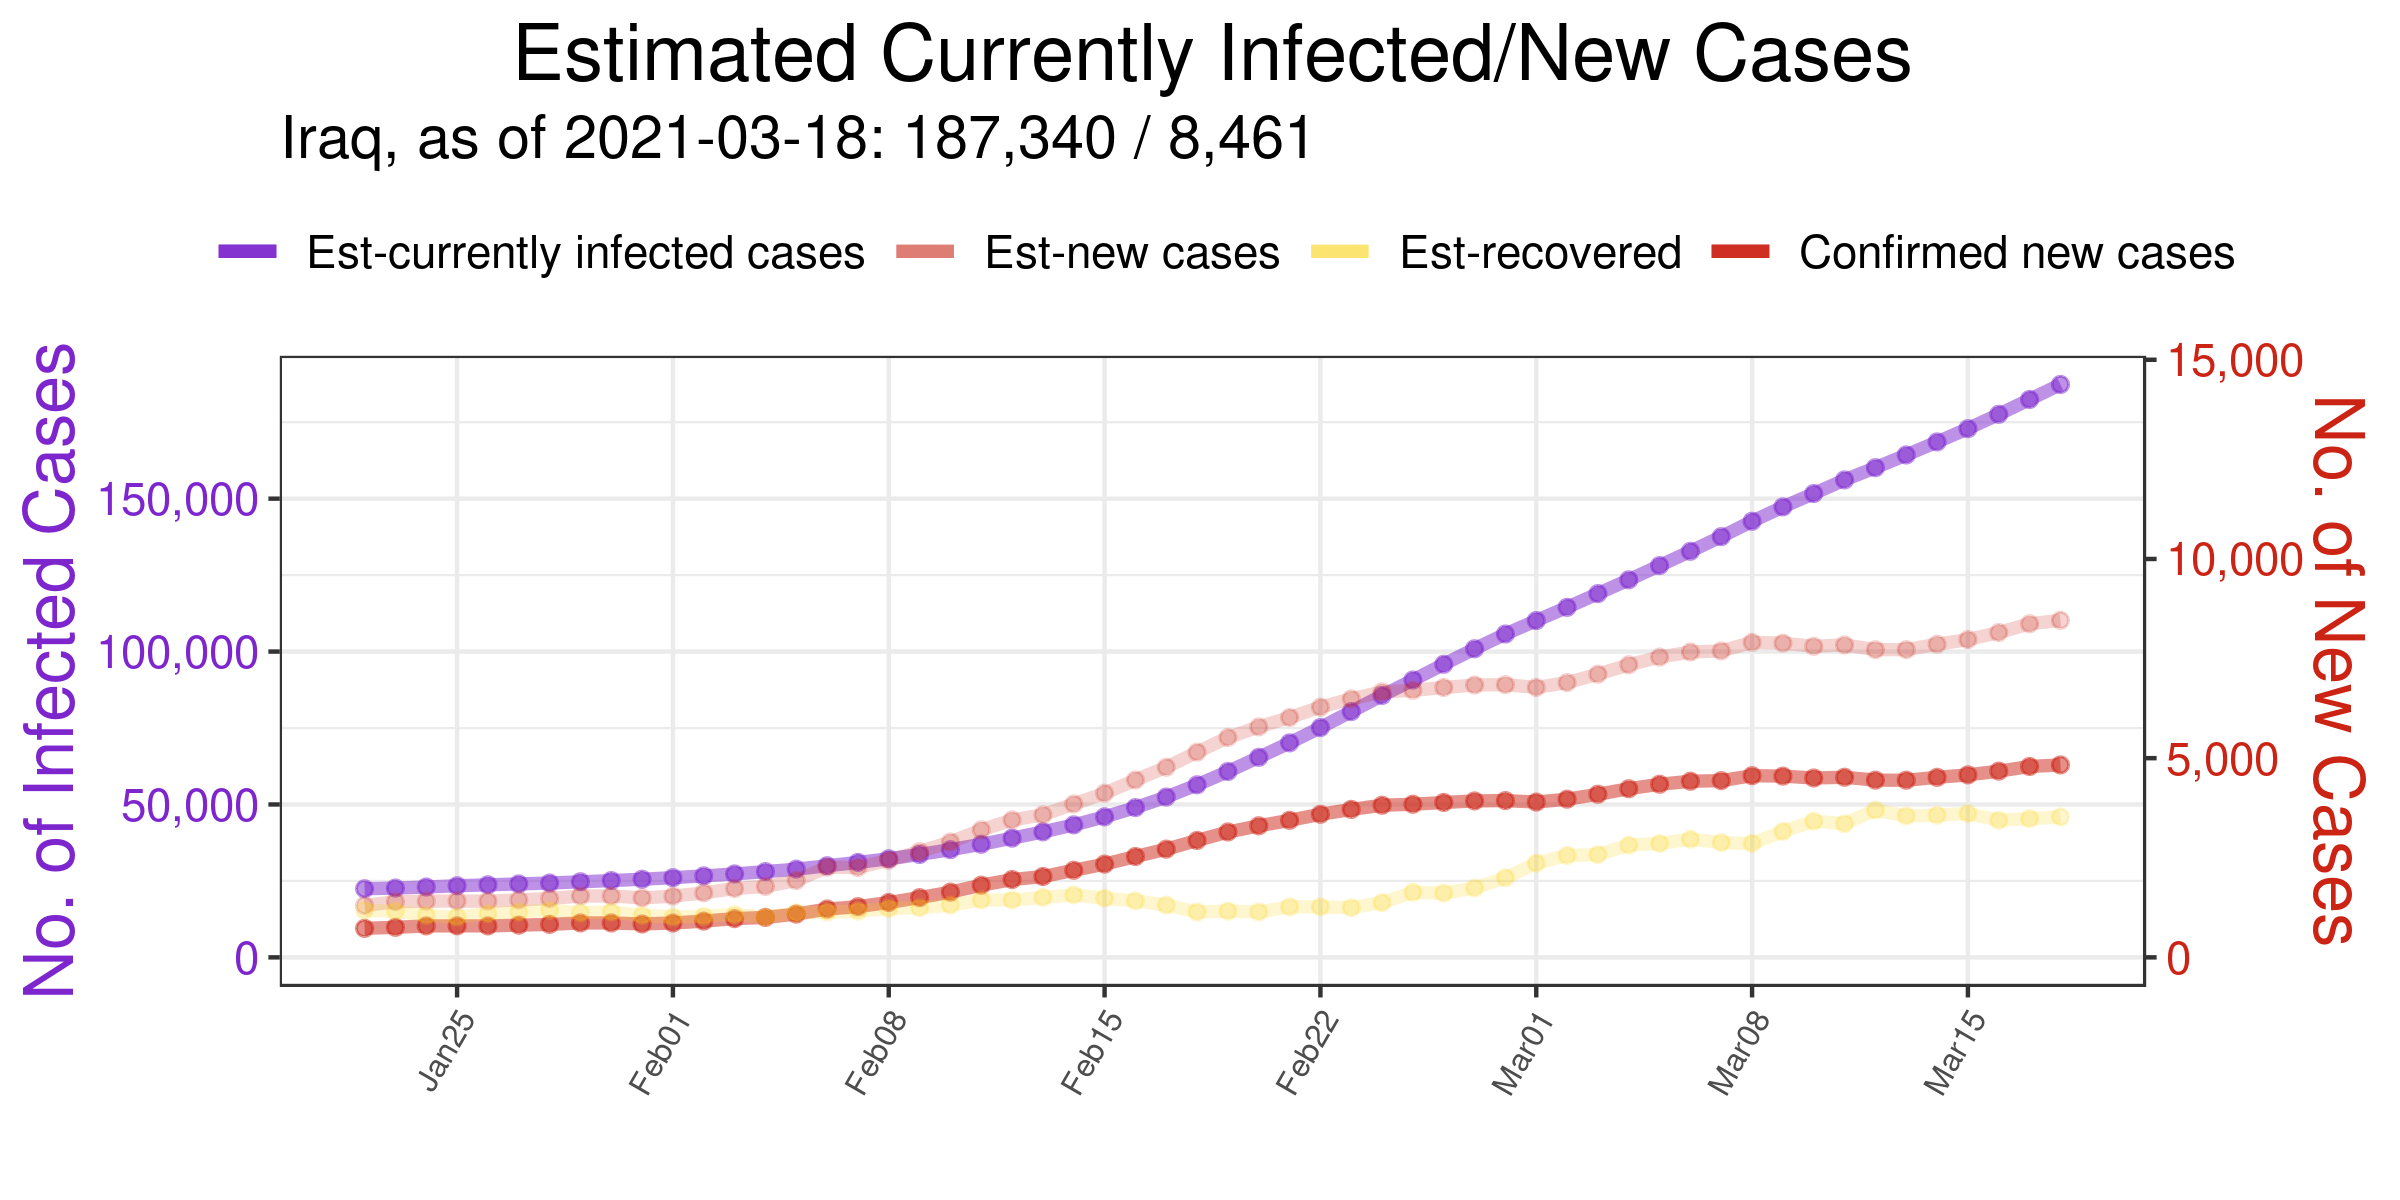 Estimated Currently Infected/New Cases
Iraq, as of 2021-03-18: 187,340 / 8,461
Est-currently infected cases Est-new cases Est-recovered Confirmed new cases
No. of Infected Cases
150,000
100,000
50,000
0
15,000
10,000
5,000
0
No. of New Cases
Jan25 Feb01 Feb08 Feb15 Feb22 Mar01 Mar08 Mar15